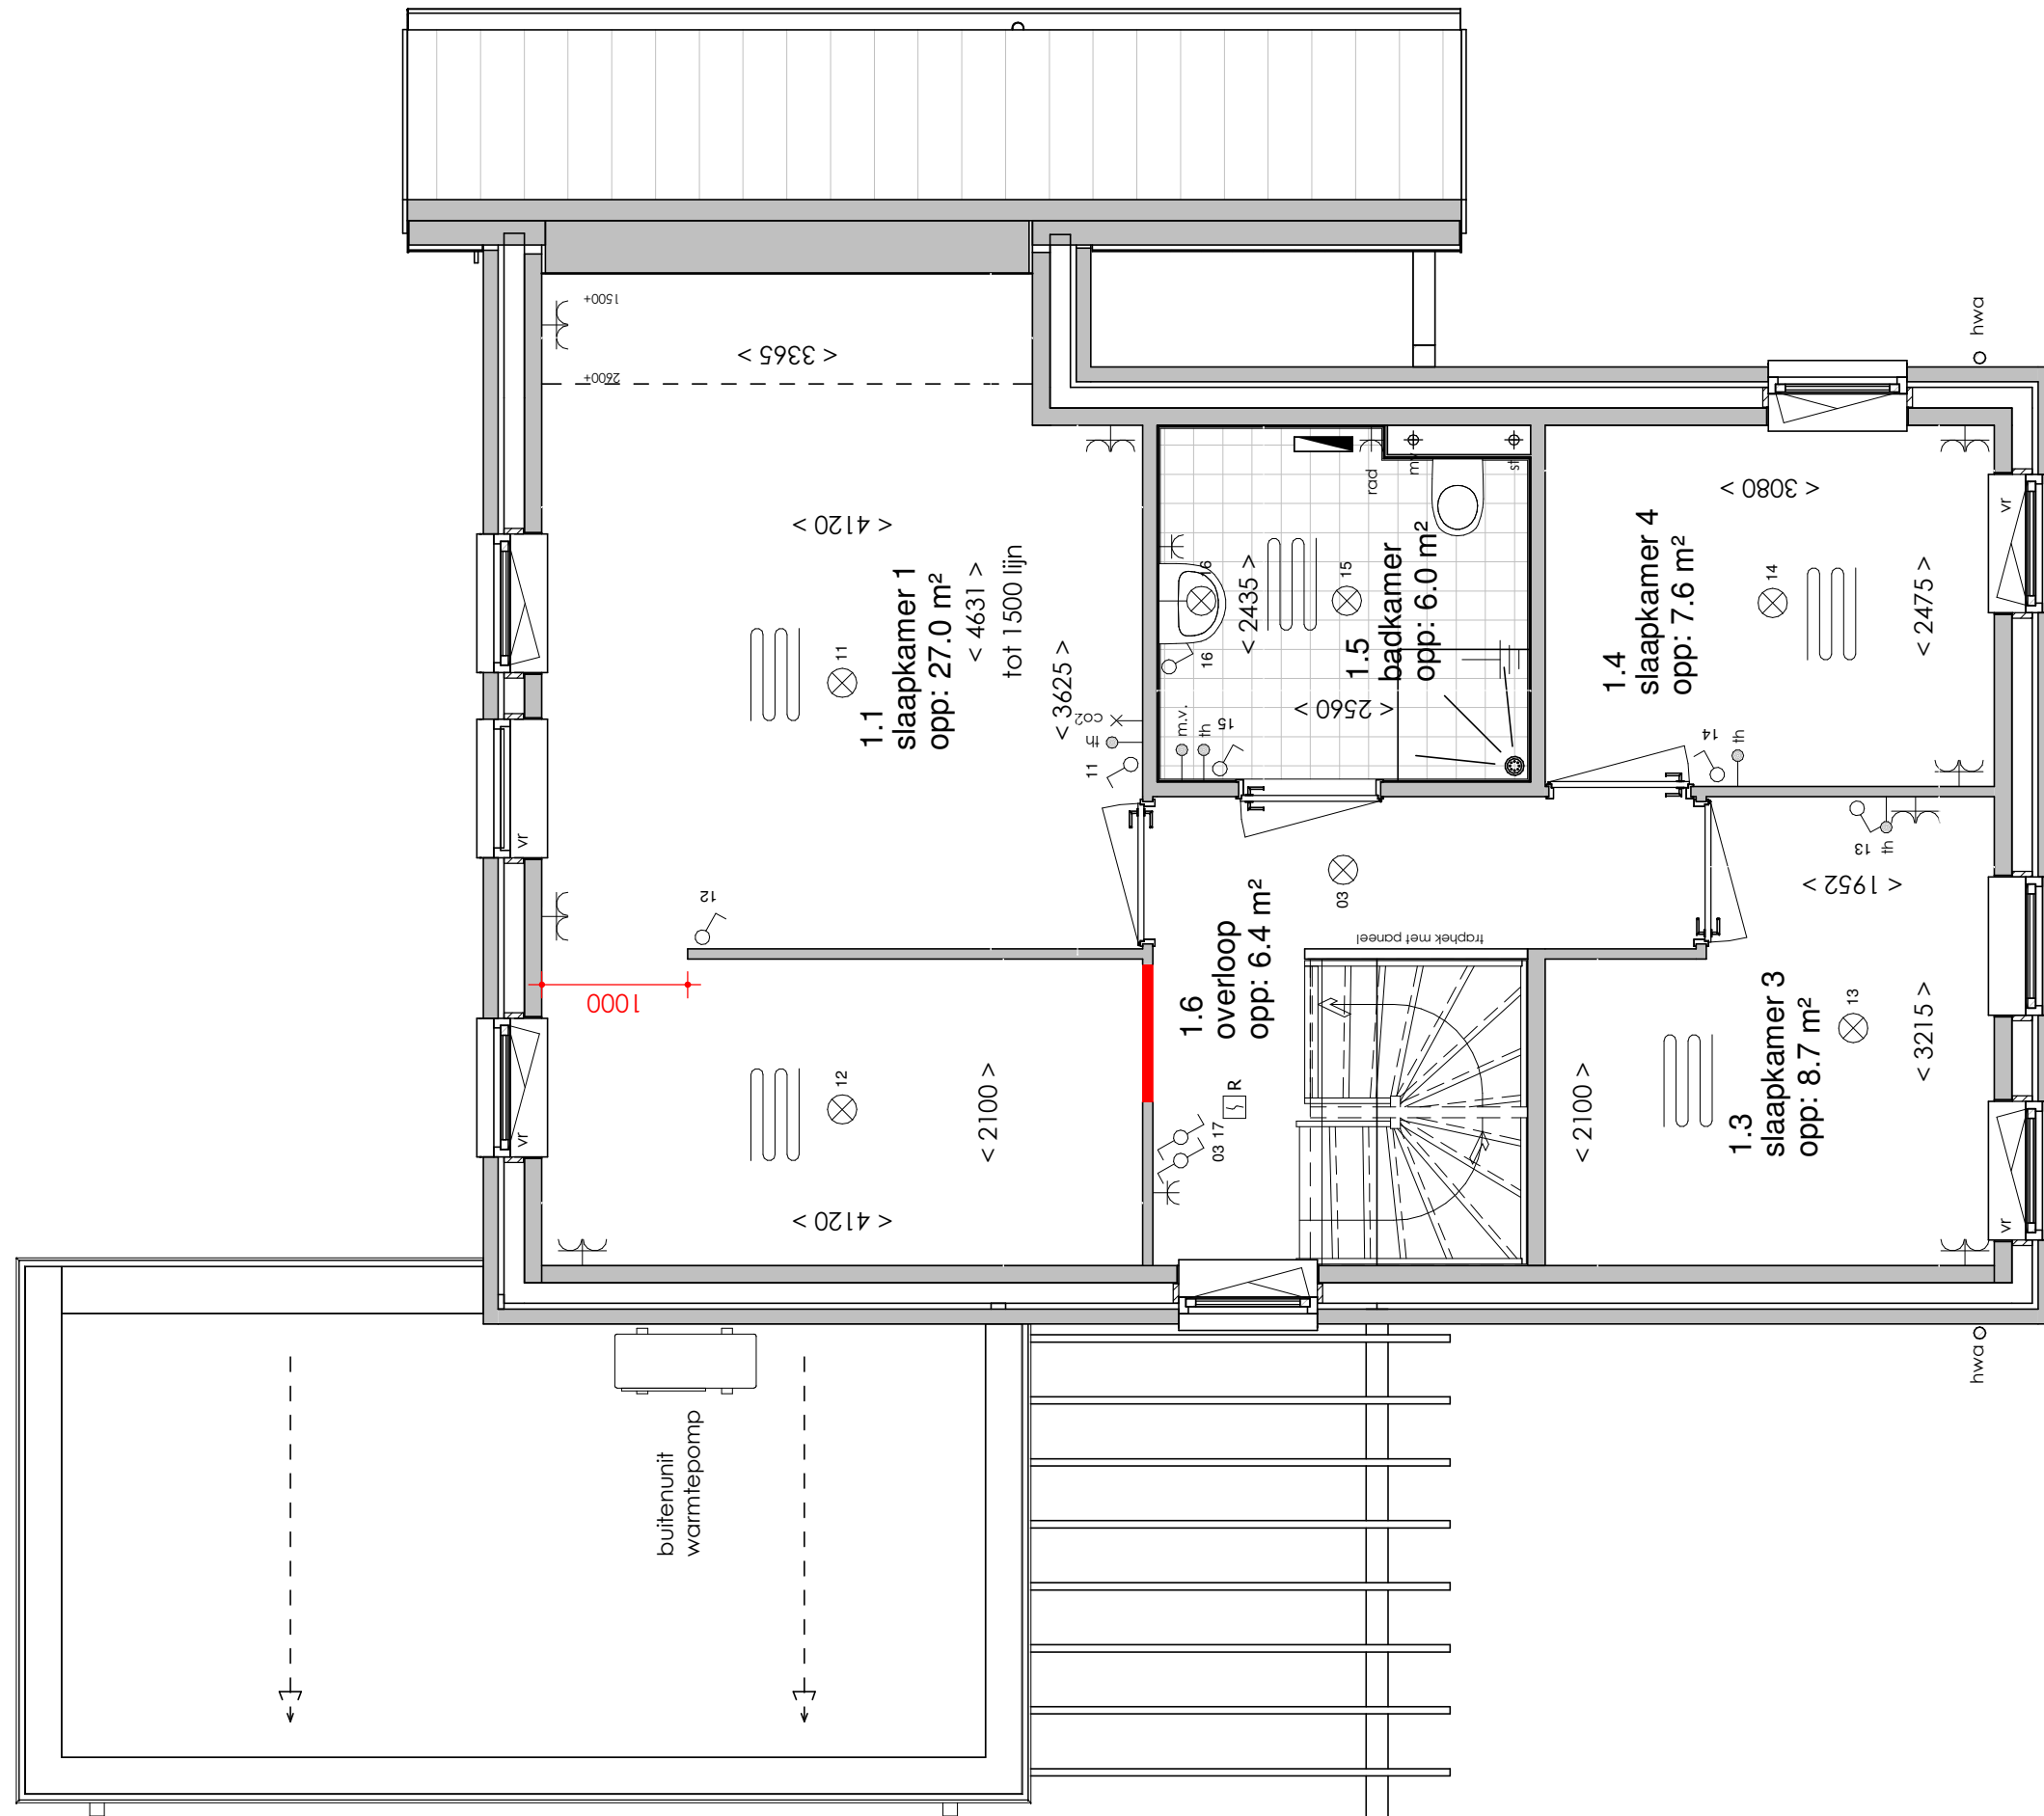 1500+
2600+
< 3365 >
< 4120 >
1.1
slaapkamer 1
opp: 27.0 m²
< 4631 >
tot 1500 lijn
< 3625 >
11
co2
th
11
12
1000
vr
vr
12
< 2100 >
< 4120 >
rad
mv
st
16
< 2435 >
15
1.5
badkamer
opp: 6.0 m²
16
< 2560 >
m.v.
th
15
< 3080 >
1.4
slaapkamer 4
opp: 7.6 m²
14
< 2475 >
vr
14
th
hwa
03
1.6
overloop
opp: 6.4 m²
traphek met paneel
R
03 17
13
th
< 1952 >
< 2100 >
1.3
slaapkamer 3
opp: 8.7 m²
13
< 3215 >
vr
hwa
buitenunit
warmtepomp